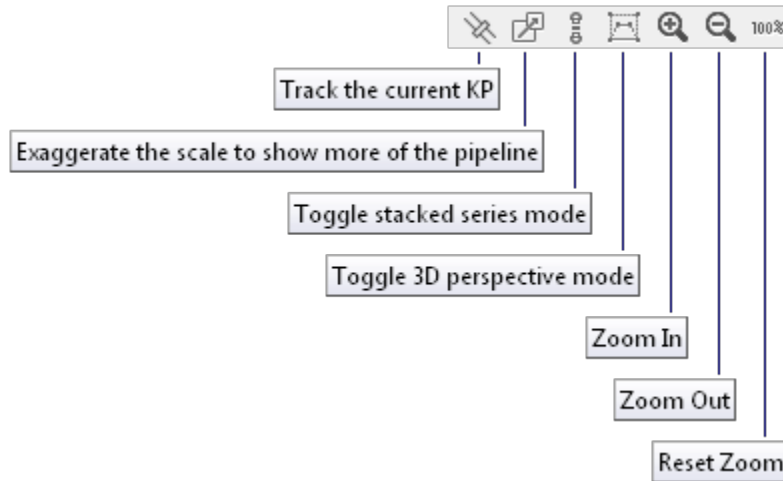 100%
Track the current KP
Exaggerate the scale to show more of the pipeline
Toggle stacked series mode
Toggle 3D perspective mode
Zoom In
Zoom Out
Reset Zoom